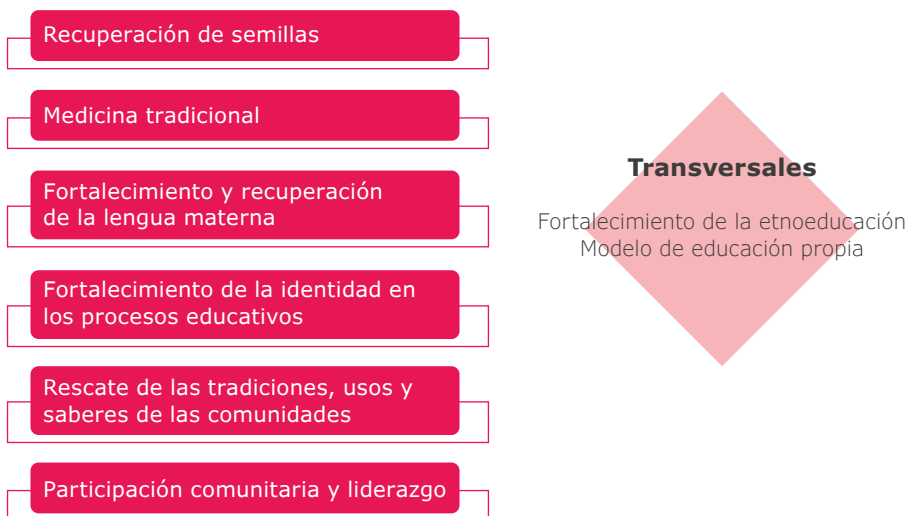 Recuperación de semillas
Medicina tradicional
Fortalecimiento y recuperación
de la lengua materna
Fortalecimiento de la identidad en
los procesos educativos
Rescate de las tradiciones, usos y
saberes de las comunidades
Participación comunitaria y liderazgo
Transversales
Fortalecimiento de la etnoeducación
Modelo de educación propia